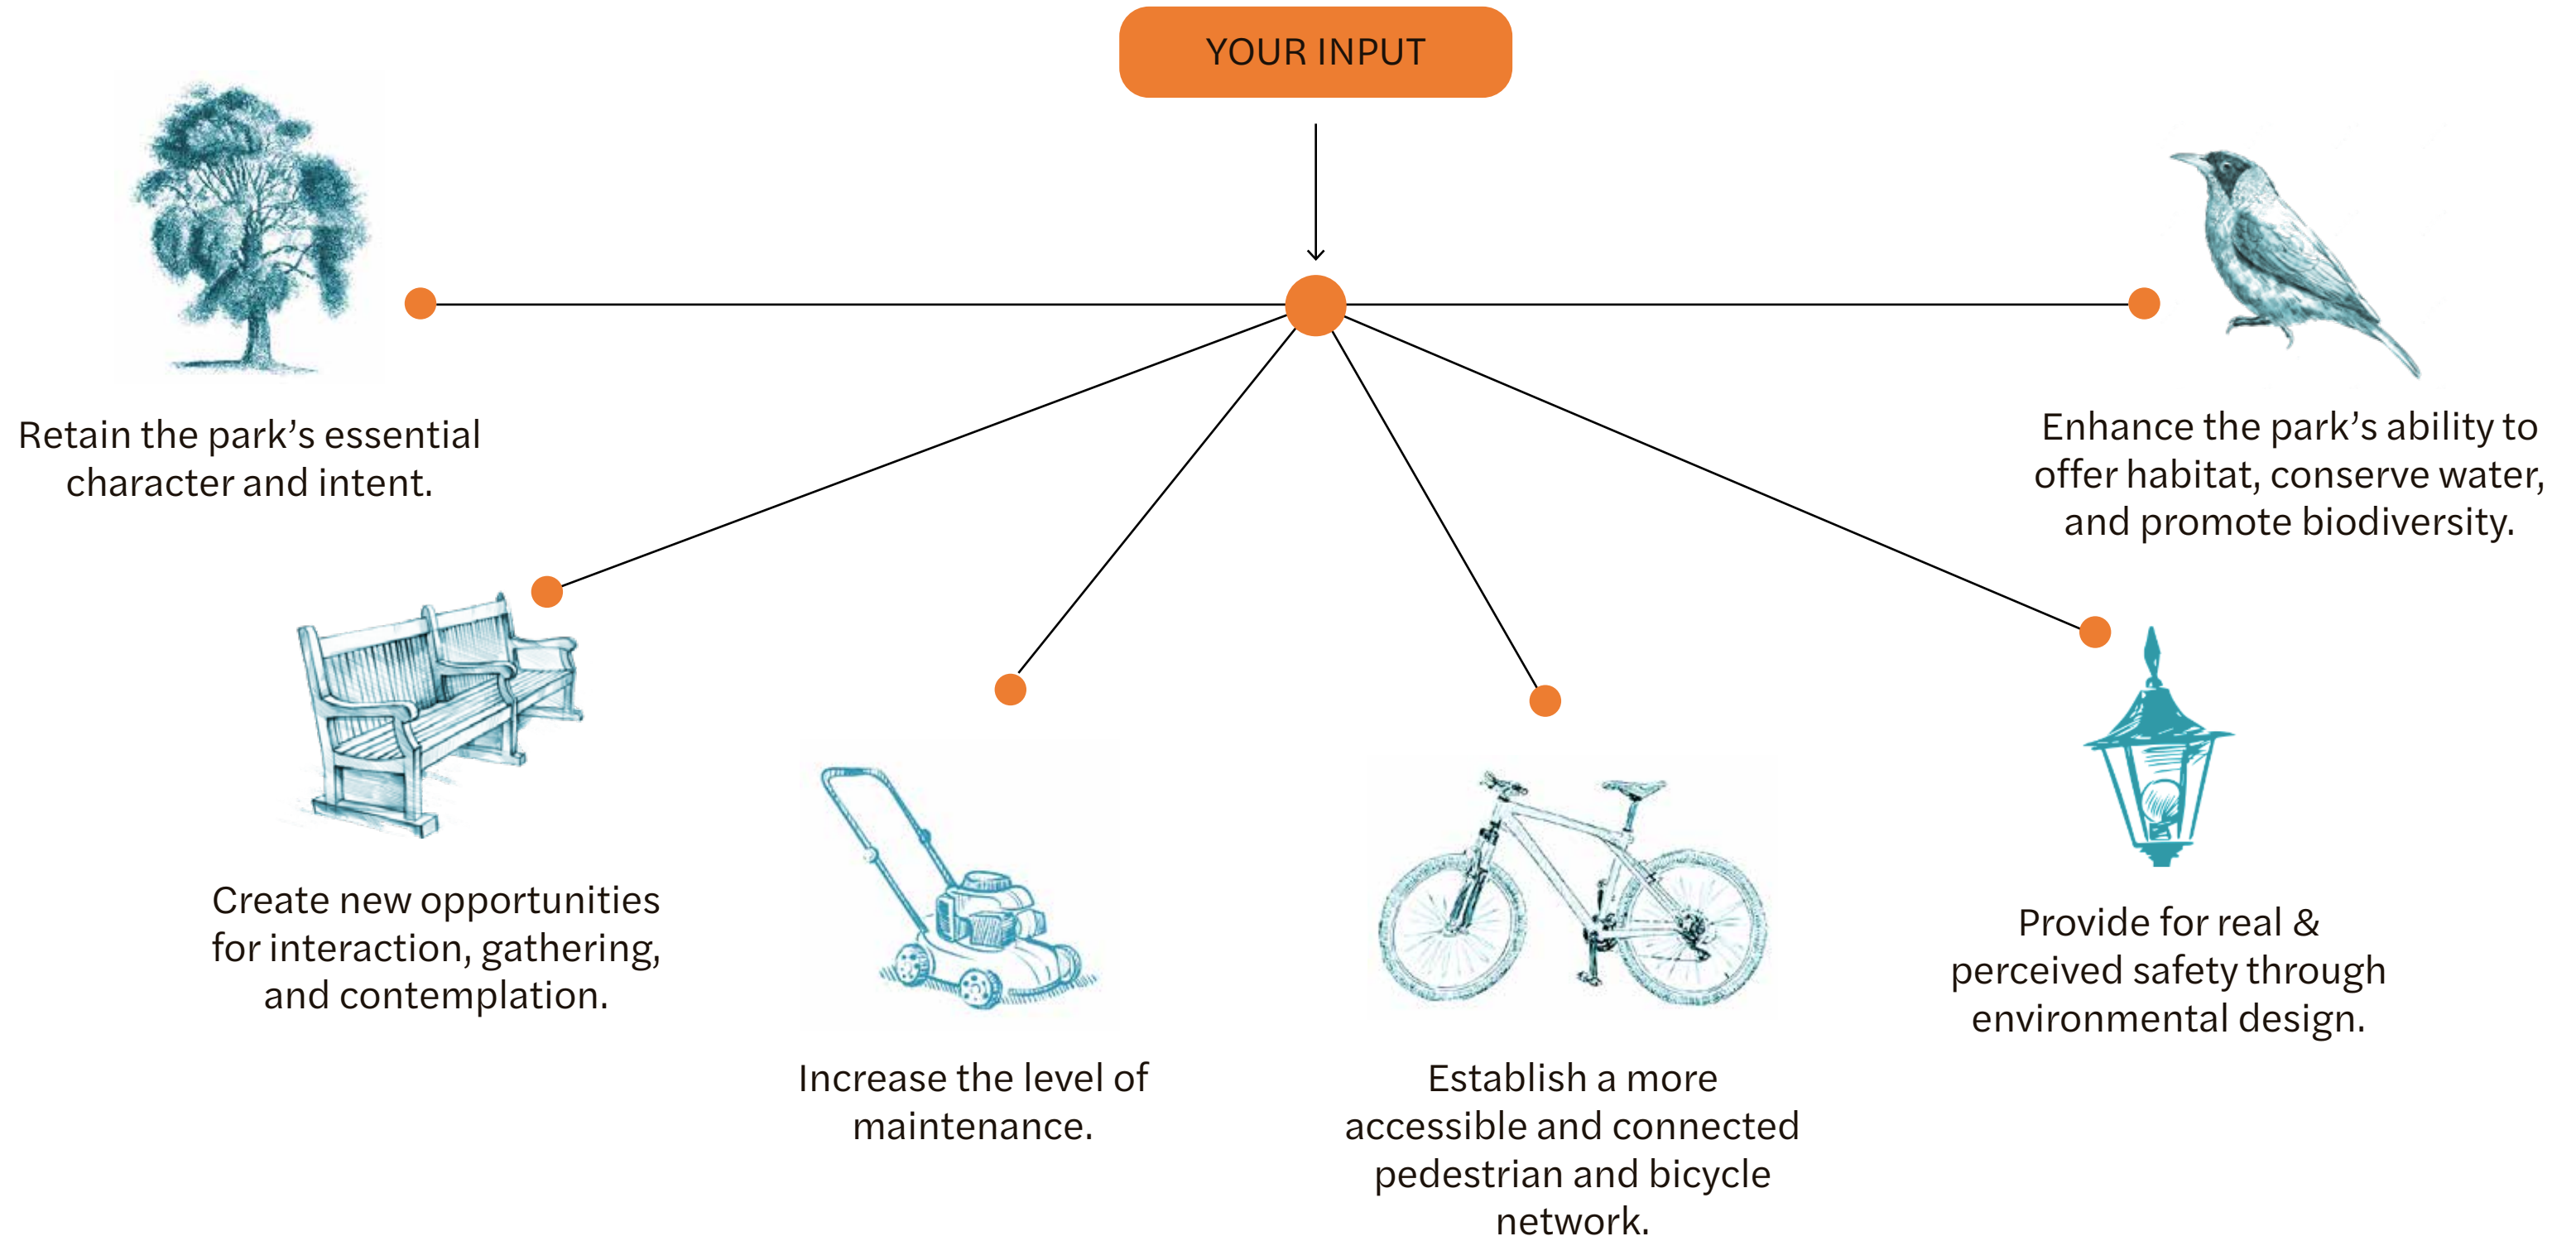 YOUR INPUT
Retain the park’s essential
character and intent.
Enhance the park’s ability to
offer habitat, conserve water,
and promote biodiversity.
Create new opportunities
for interaction, gathering,
and contemplation.
Increase the level of
maintenance.
Establish a more
accessible and connected
pedestrian and bicycle
network.
Provide for real &
perceived safety through
environmental design.